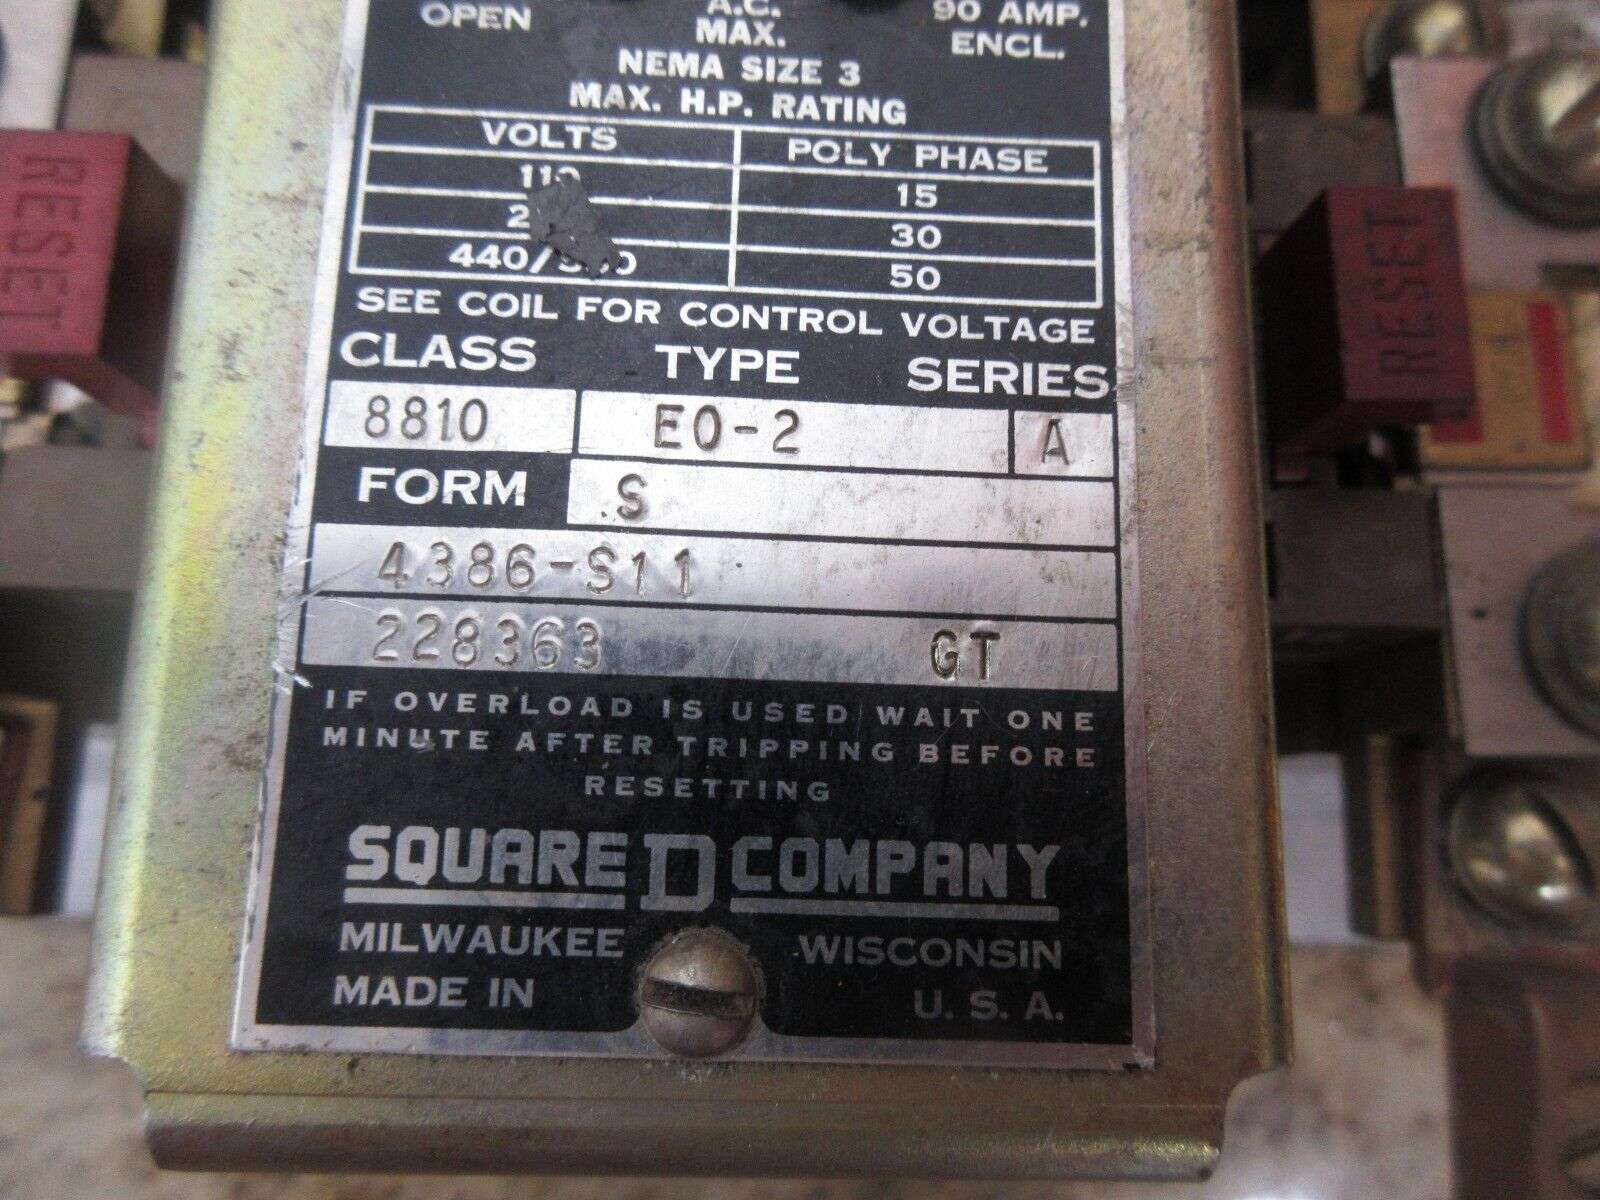 OPEN A.C. 90 AMP.
MAX. ENCL.
NEMA SIZE 3
MAX. H.P. RATING
VOLTS POLY PHASE
15
30
50
SEE COIL FOR CONTROL VOLTAGE
CLASS TYPE SERIES
8810 EO-2 A
FORM S
4386-S11
228363 GT
IF OVERLOAD IS USED WAIT ONE
MINUTE AFTER TRIPPING BEFORE
RESETTING
SQUARE D COMPANY
MILWAUKEE WISCONSIN
MADE IN U. S. A.
RESET
RESET